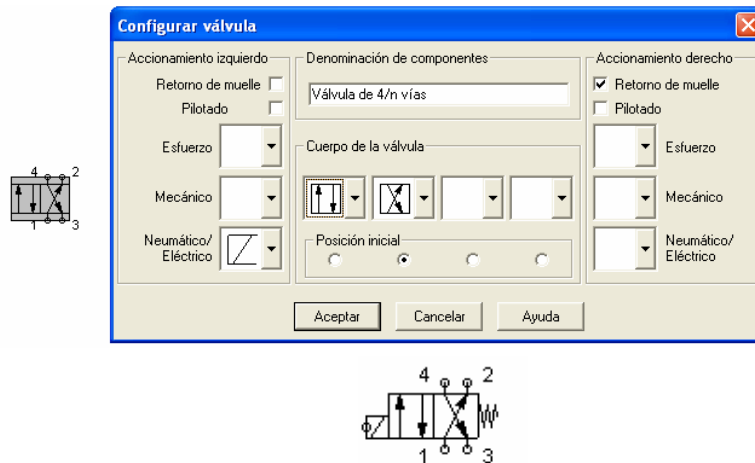 Configurar válvula
Accionamiento izquierdo
Retorno de muelle
Pilotado
Esfuerzo
Mecánico
Neumático/
Eléctrico
Denominación de componentes
Válvula de 4/n vías
Cuerpo de la válvula
Posición inicial
Accionamiento derecho
Retorno de muelle
Pilotado
Esfuerzo
Mecánico
Neumático/
Eléctrico
Aceptar
Cancelar
Ayuda
4 2
1 3
4 2
1 3